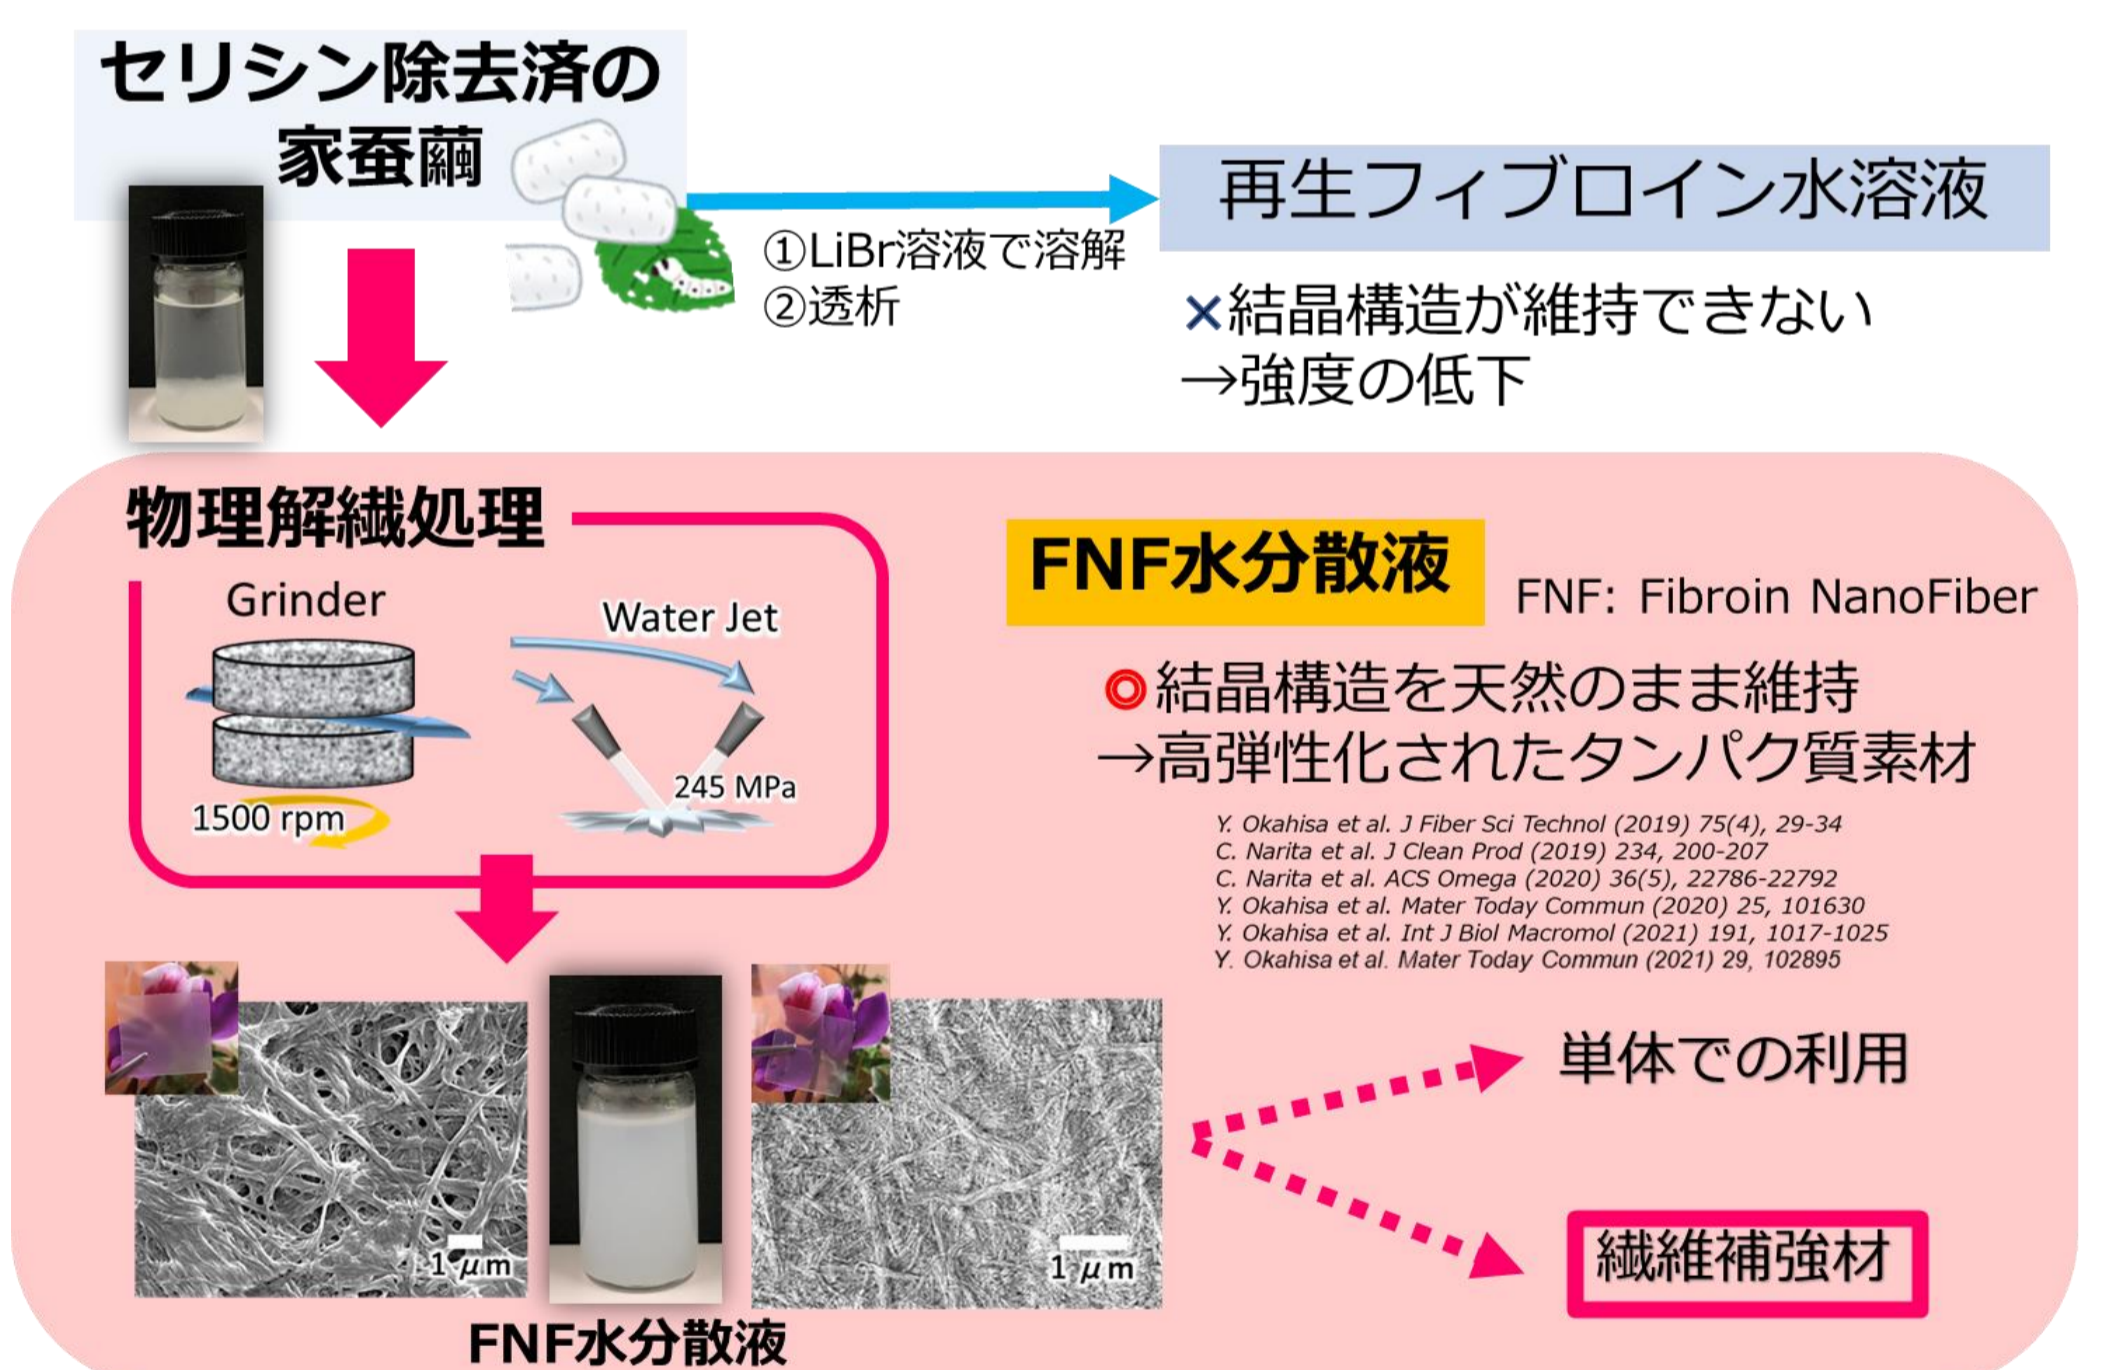 セリシン除去済の
家蚕繭
①LiBr溶液で溶解
②透析
再生フィブロイン水溶液
×結晶構造が維持できない
→強度の低下
物理解繊処理
Grinder
1500 rpm
Water Jet
245 MPa
FNF水分散液
FNF: Fibroin NanoFiber
◎結晶構造を天然のまま維持
→高弾性化されたタンパク質素材
Y. Okahisa et al. J Fiber Sci Technol (2019) 75(4), 29-34
C. Narita et al. J Clean Prod (2019) 234, 200-207
C. Narita et al. ACS Omega (2020) 36(5), 22786-22792
Y. Okahisa et al. Mater Today Commun (2020) 25, 101630
Y. Okahisa et al. Int J Biol Macromol (2021) 191, 1017-1025
Y. Okahisa et al. Mater Today Commun (2021) 29, 102895
1 μm
1 μm
FNF水分散液
単体での利用
繊維補強材